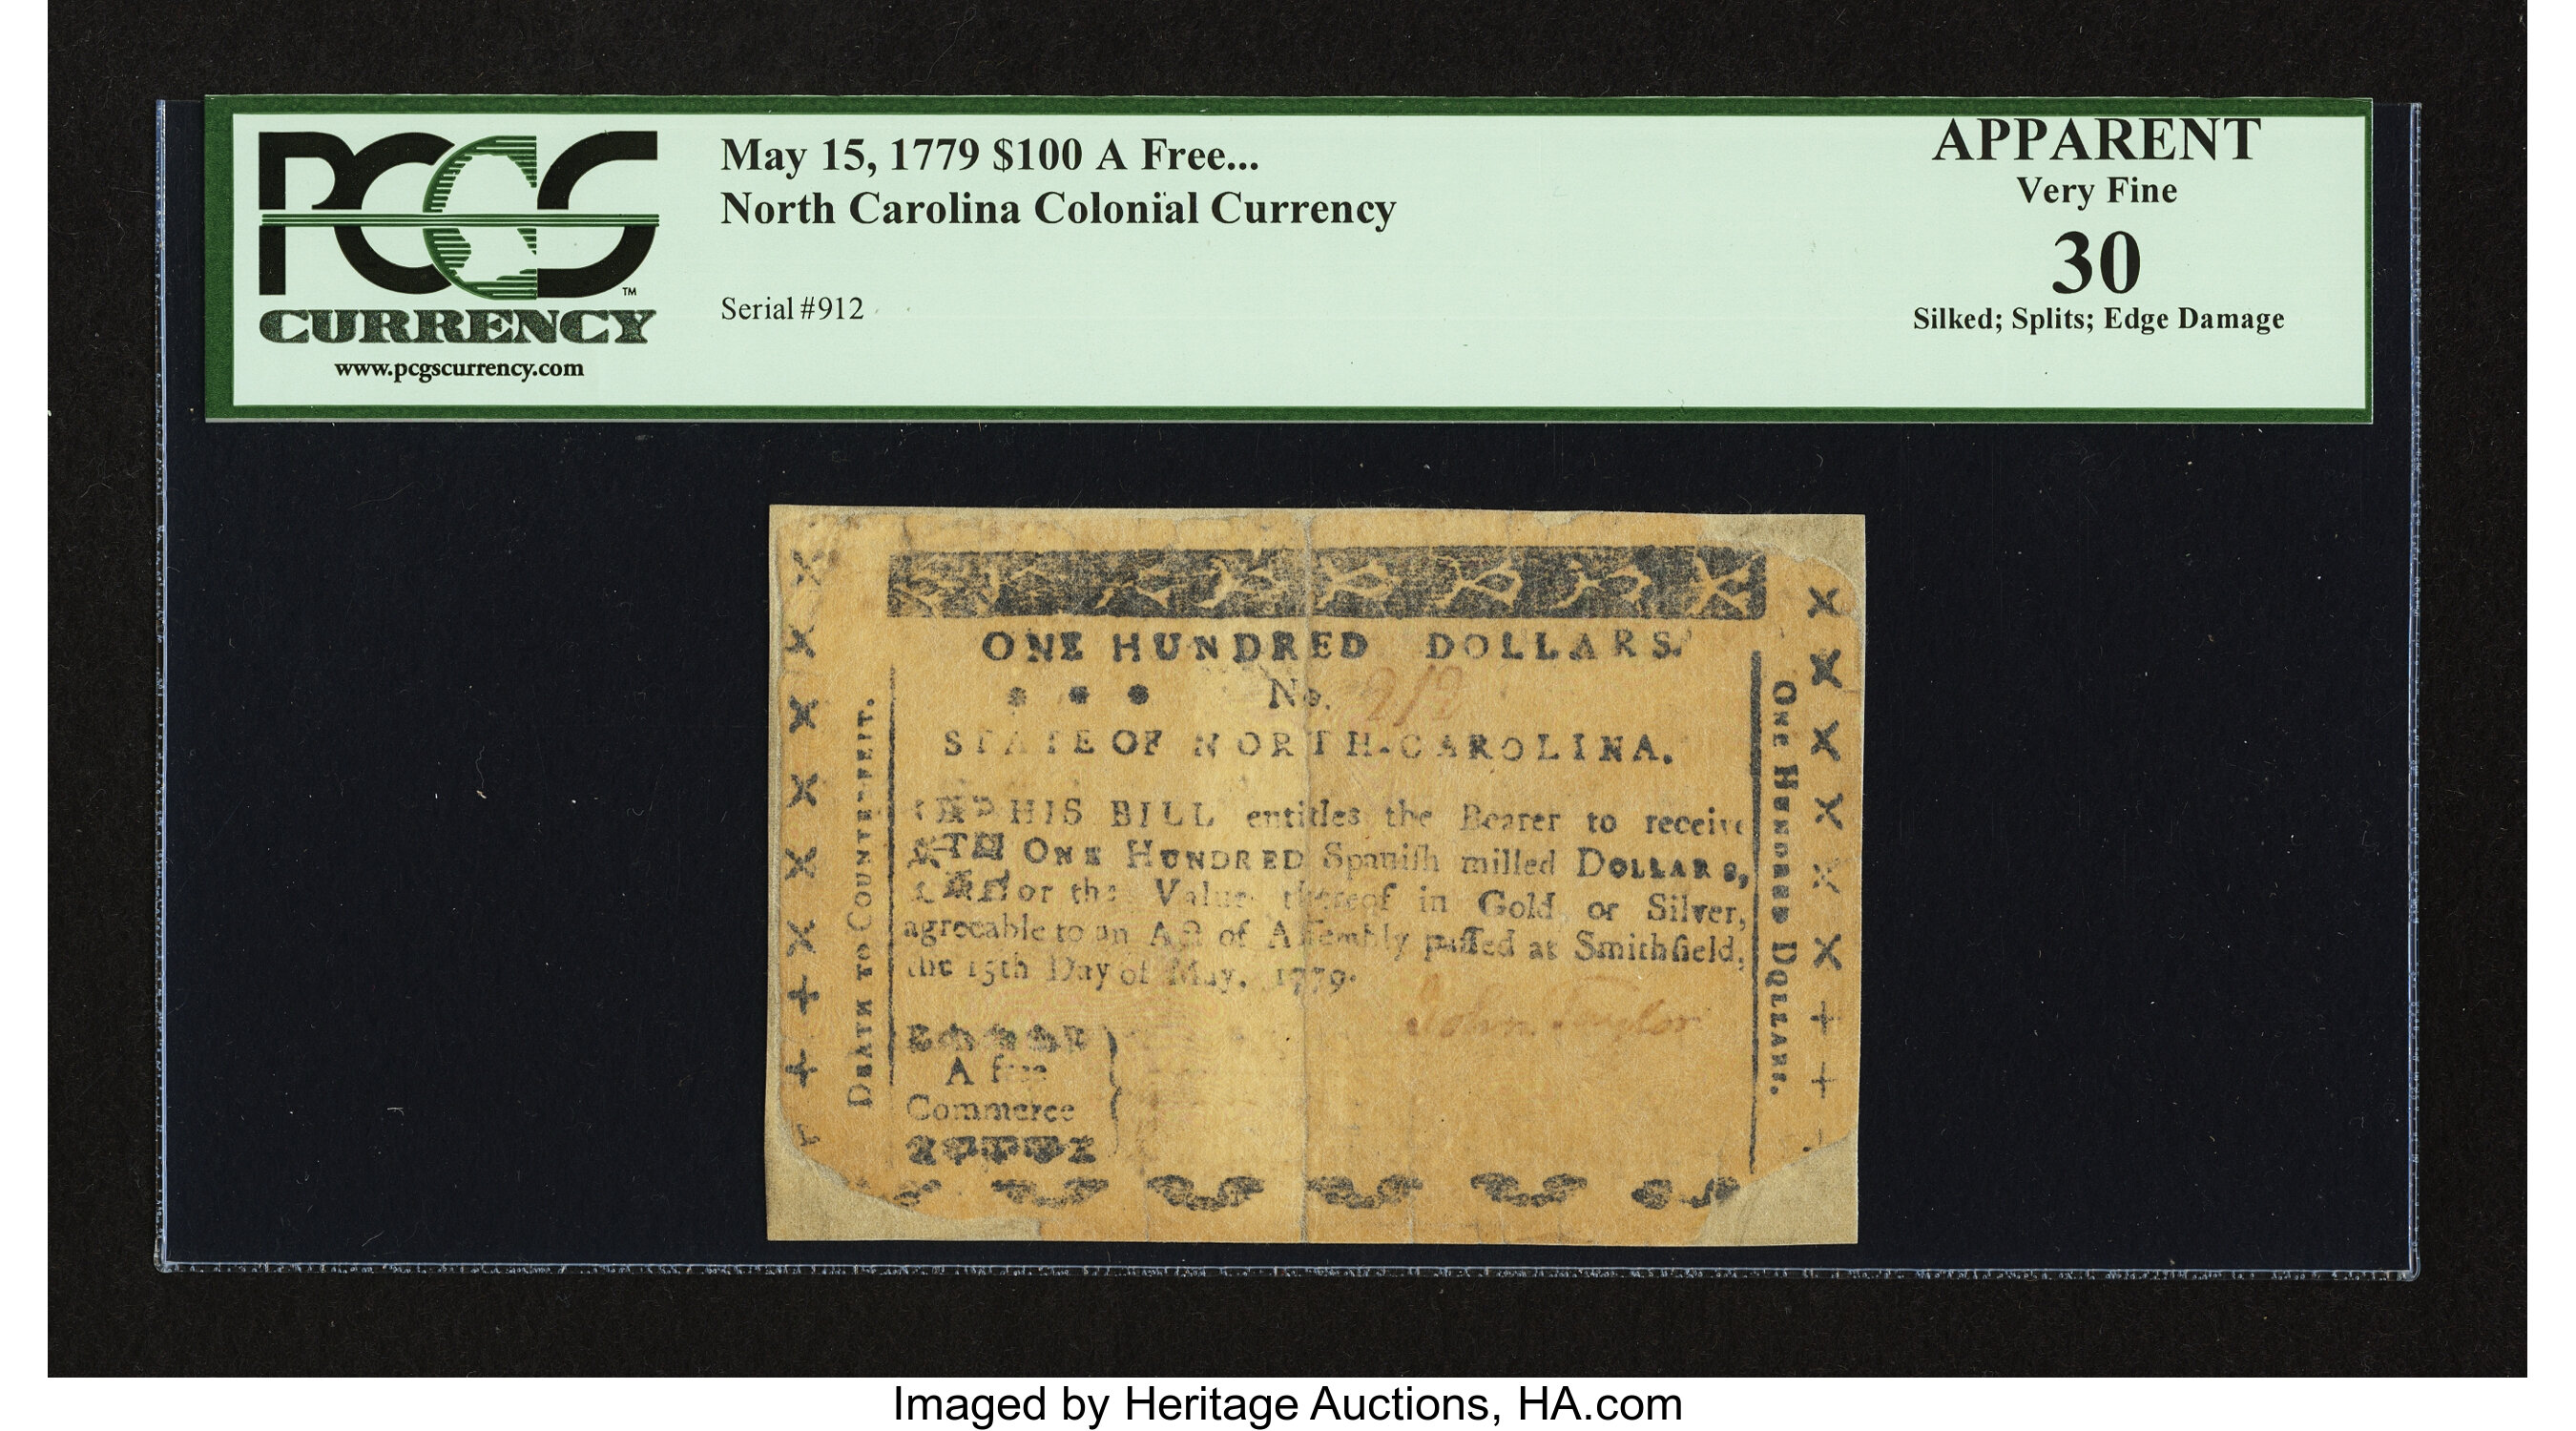 PCGS
CURRENCY
www.pcgscurrency.com
May 15, 1779 $100 A Free...
North Carolina Colonial Currency
Serial #912
APPARENT
Very Fine
30
Silked; Splits; Edge Damage
ONE HUNDRED DOLLARS.
No. 912
STATE OF NORTH-CAROLINA.
THIS BILL entitles the Bearer to receive
ONE HUNDRED Spaniſh milled DOLLARS,
or the Value thereof in Gold or Silver,
agreeable to an Act of Aſſembly paſſed at Smithfield,
the 15th Day of May, 1779.
John Taylor
A free
Commerce
DEATH TO COUNTERFEIT.
ONE HUNDRED DOLLARS.
Imaged by Heritage Auctions, HA.com